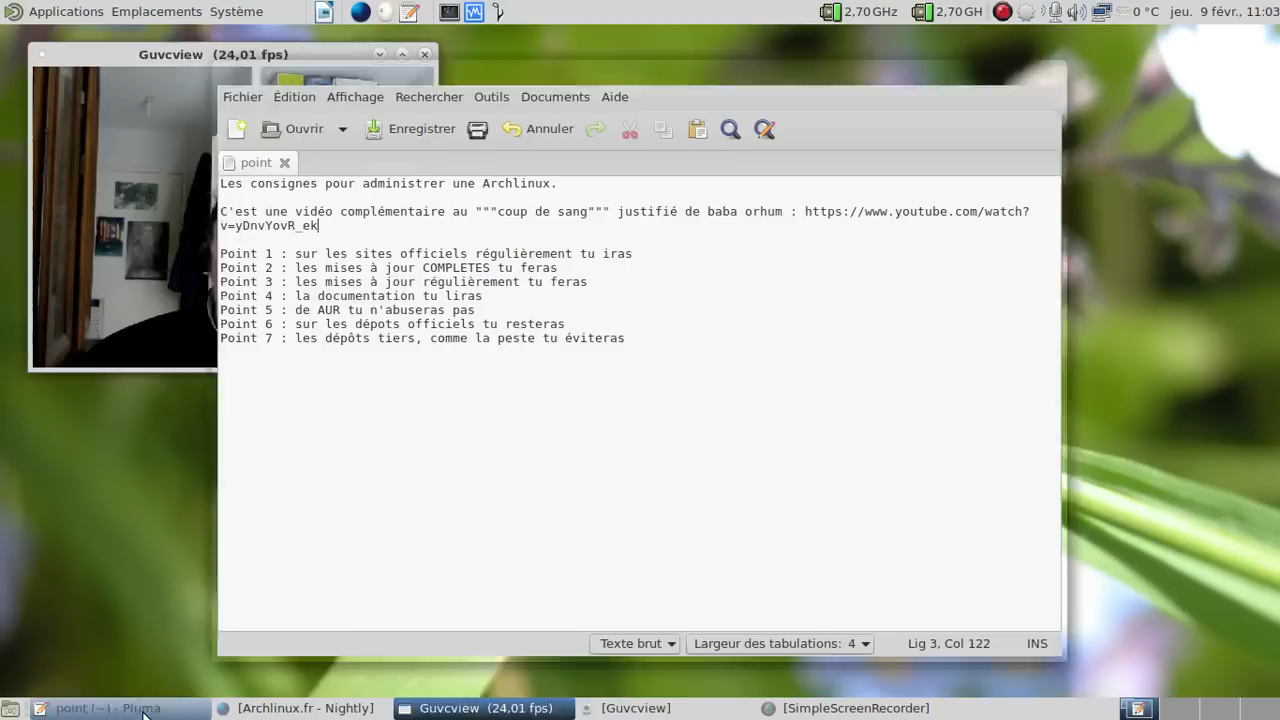 Applications Emplacements Système 2,70 GHz 2,70 GH 0 °C jeu. 9 févr., 11:03
Guvcview (24,01 fps)
Fichier Édition Affichage Rechercher Outils Documents Aide
Ouvrir Enregistrer Annuler
point
Les consignes pour administrer une Archlinux.
C'est une vidéo complémentaire au """coup de sang""" justifié de baba orhum : https://www.youtube.com/watch?
v=yDnvYovR_ek
Point 1 : sur les sites officiels régulièrement tu iras
Point 2 : les mises à jour COMPLETES tu feras
Point 3 : les mises à jour régulièrement tu feras
Point 4 : la documentation tu liras
Point 5 : de AUR tu n'abuseras pas
Point 6 : sur les dépots officiels tu resteras
Point 7 : les dépôts tiers, comme la peste tu éviteras
Texte brut Largeur des tabulations: 4 Lig 3, Col 122 INS
point (~) - Pluma [Archlinux.fr - Nightly] Guvcview (24,01 fps) [Guvcview] [SimpleScreenRecorder]